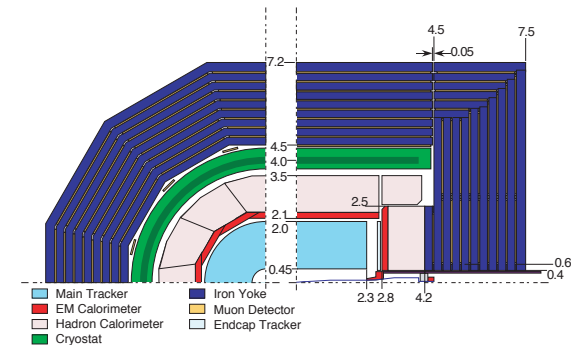 4.5
7.5
0.05
7.2
4.5
4.0
3.5
2.5
2.1
2.0
0.45
0.6
0.4
2.3 2.8 4.2
Main Tracker
EM Calorimeter
Hadron Calorimeter
Cryostat
Iron Yoke
Muon Detector
Endcap Tracker